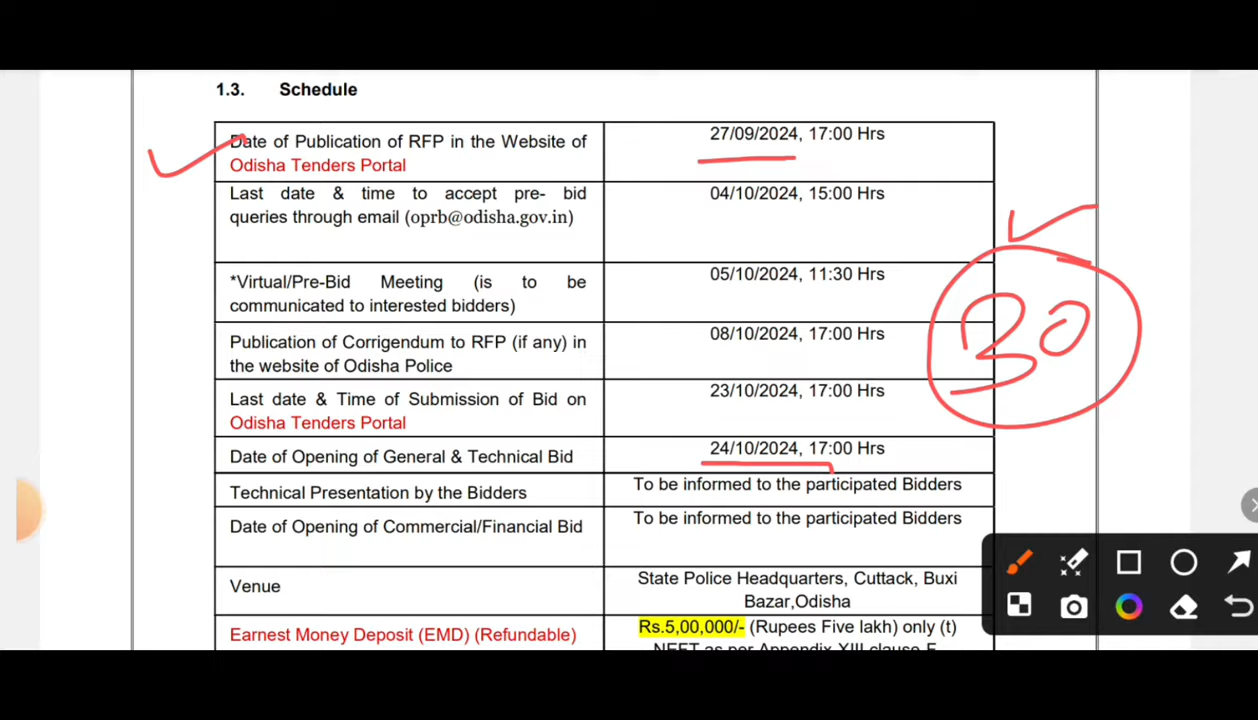 1.3. Schedule
Date of Publication of RFP in the Website of
Odisha Tenders Portal
27/09/2024, 17:00 Hrs
Last date & time to accept pre- bid
queries through email (oprb@odisha.gov.in)
04/10/2024, 15:00 Hrs
*Virtual/Pre-Bid Meeting (is to be
communicated to interested bidders)
05/10/2024, 11:30 Hrs
Publication of Corrigendum to RFP (if any) in
the website of Odisha Police
08/10/2024, 17:00 Hrs
30
Last date & Time of Submission of Bid on
Odisha Tenders Portal
23/10/2024, 17:00 Hrs
Date of Opening of General & Technical Bid
24/10/2024, 17:00 Hrs
Technical Presentation by the Bidders
To be informed to the participated Bidders
Date of Opening of Commercial/Financial Bid
To be informed to the participated Bidders
Venue
State Police Headquarters, Cuttack, Buxi
Bazar,Odisha
Earnest Money Deposit (EMD) (Refundable)
Rs.5,00,000/- (Rupees Five lakh) only (t)
NEFT as per Appendix XIII clause F